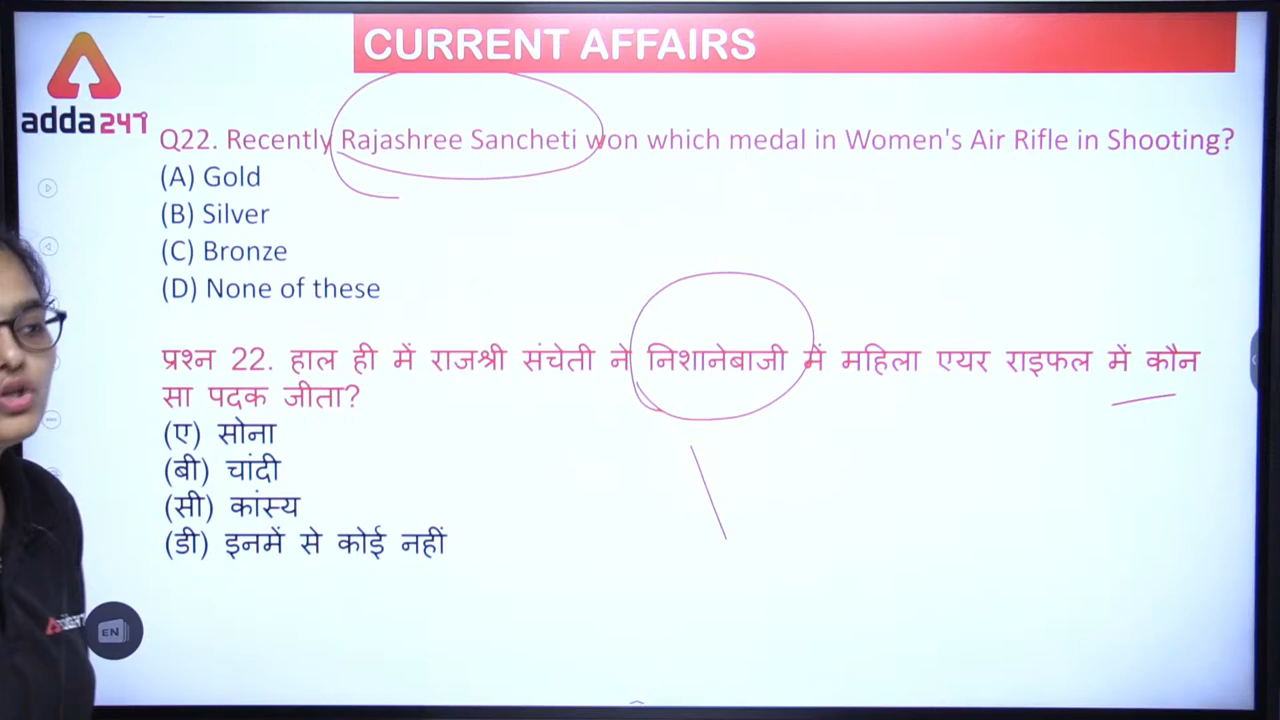 CURRENT AFFAIRS
adda247
Q22. Recently Rajashree Sancheti won which medal in Women's Air Rifle in Shooting?
(A) Gold
(B) Silver
(C) Bronze
(D) None of these
प्रश्न 22. हाल ही में राजश्री संचेती ने निशानेबाजी में महिला एयर राइफल में कौन
सा पदक जीता?
(ए) सोना
(बी) चांदी
(सी) कांस्य
(डी) इनमें से कोई नहीं
EN